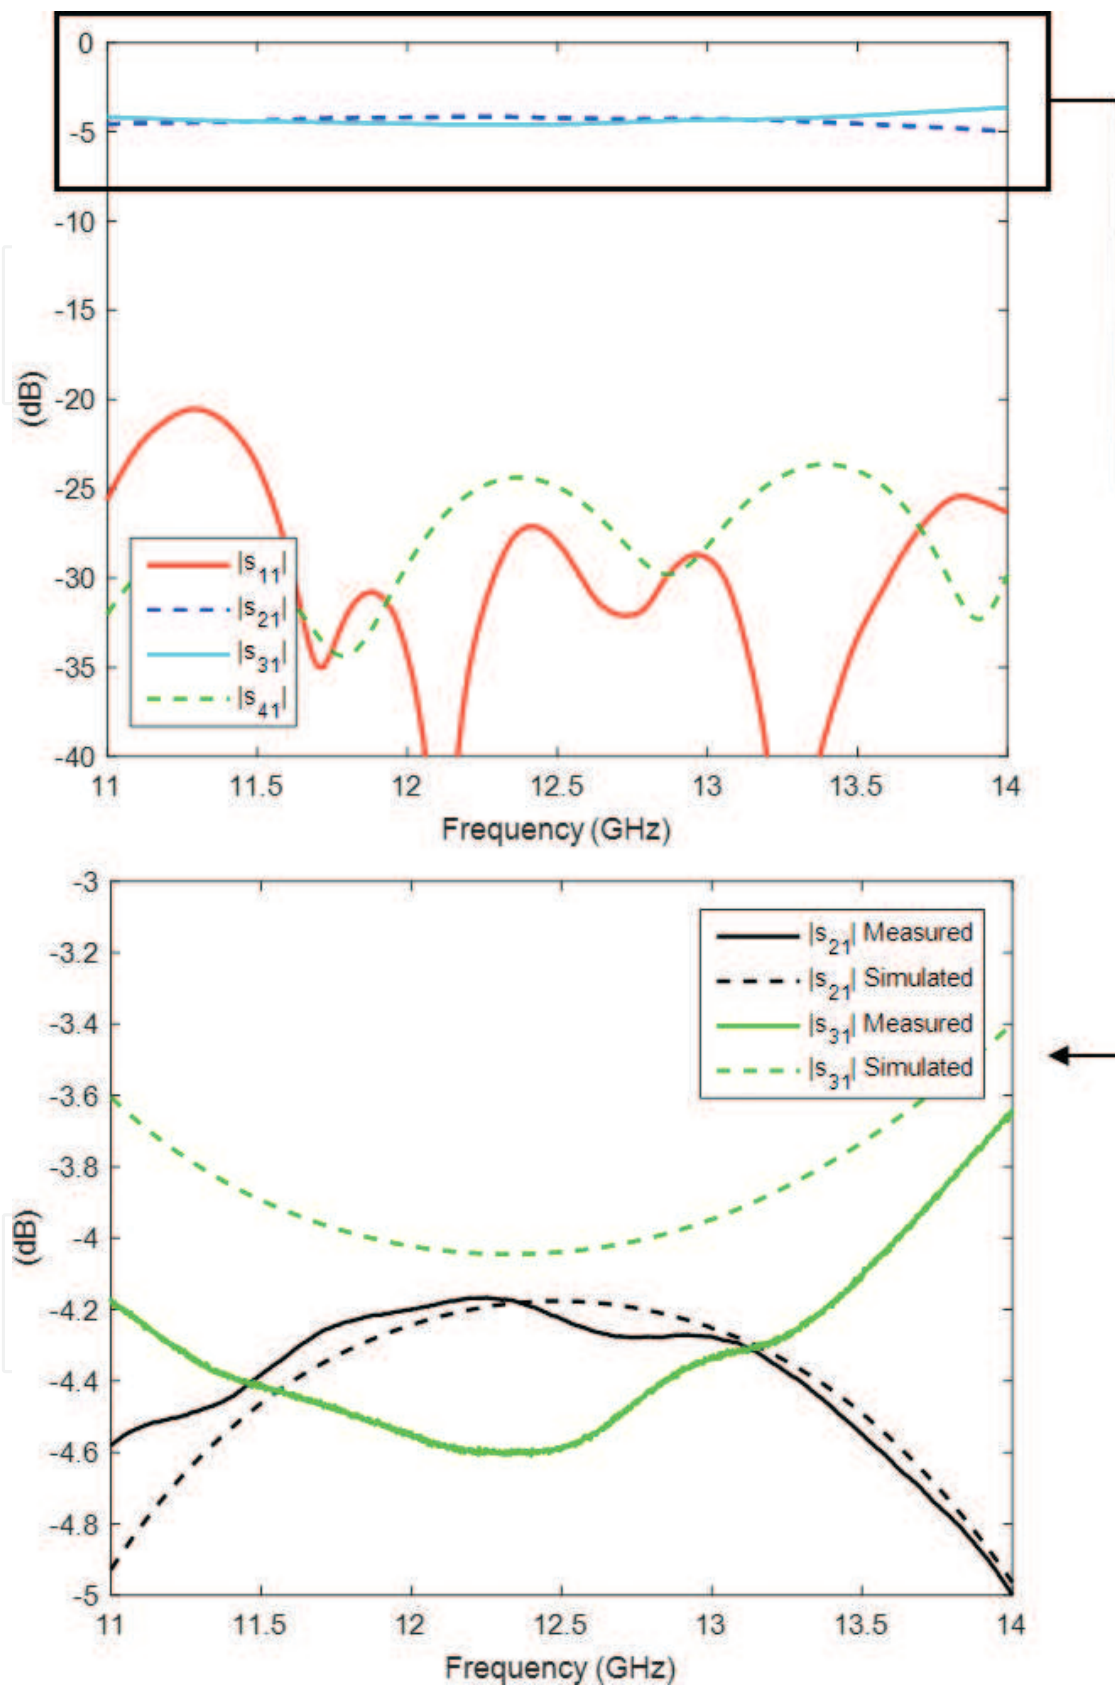 0
-5
-10
-15
-20
-25
-30
-35
-40
(dB)
|s11|
|s21|
|s31|
|s41|
11 11.5 12 12.5 13 13.5 14
Frequency (GHz)
-3
-3.2
-3.4
-3.6
-3.8
-4
-4.2
-4.4
-4.6
-4.8
-5
(dB)
|s21| Measured
|s21| Simulated
|s31| Measured
|s31| Simulated
11 11.5 12 12.5 13 13.5 14
Frequency (GHz)